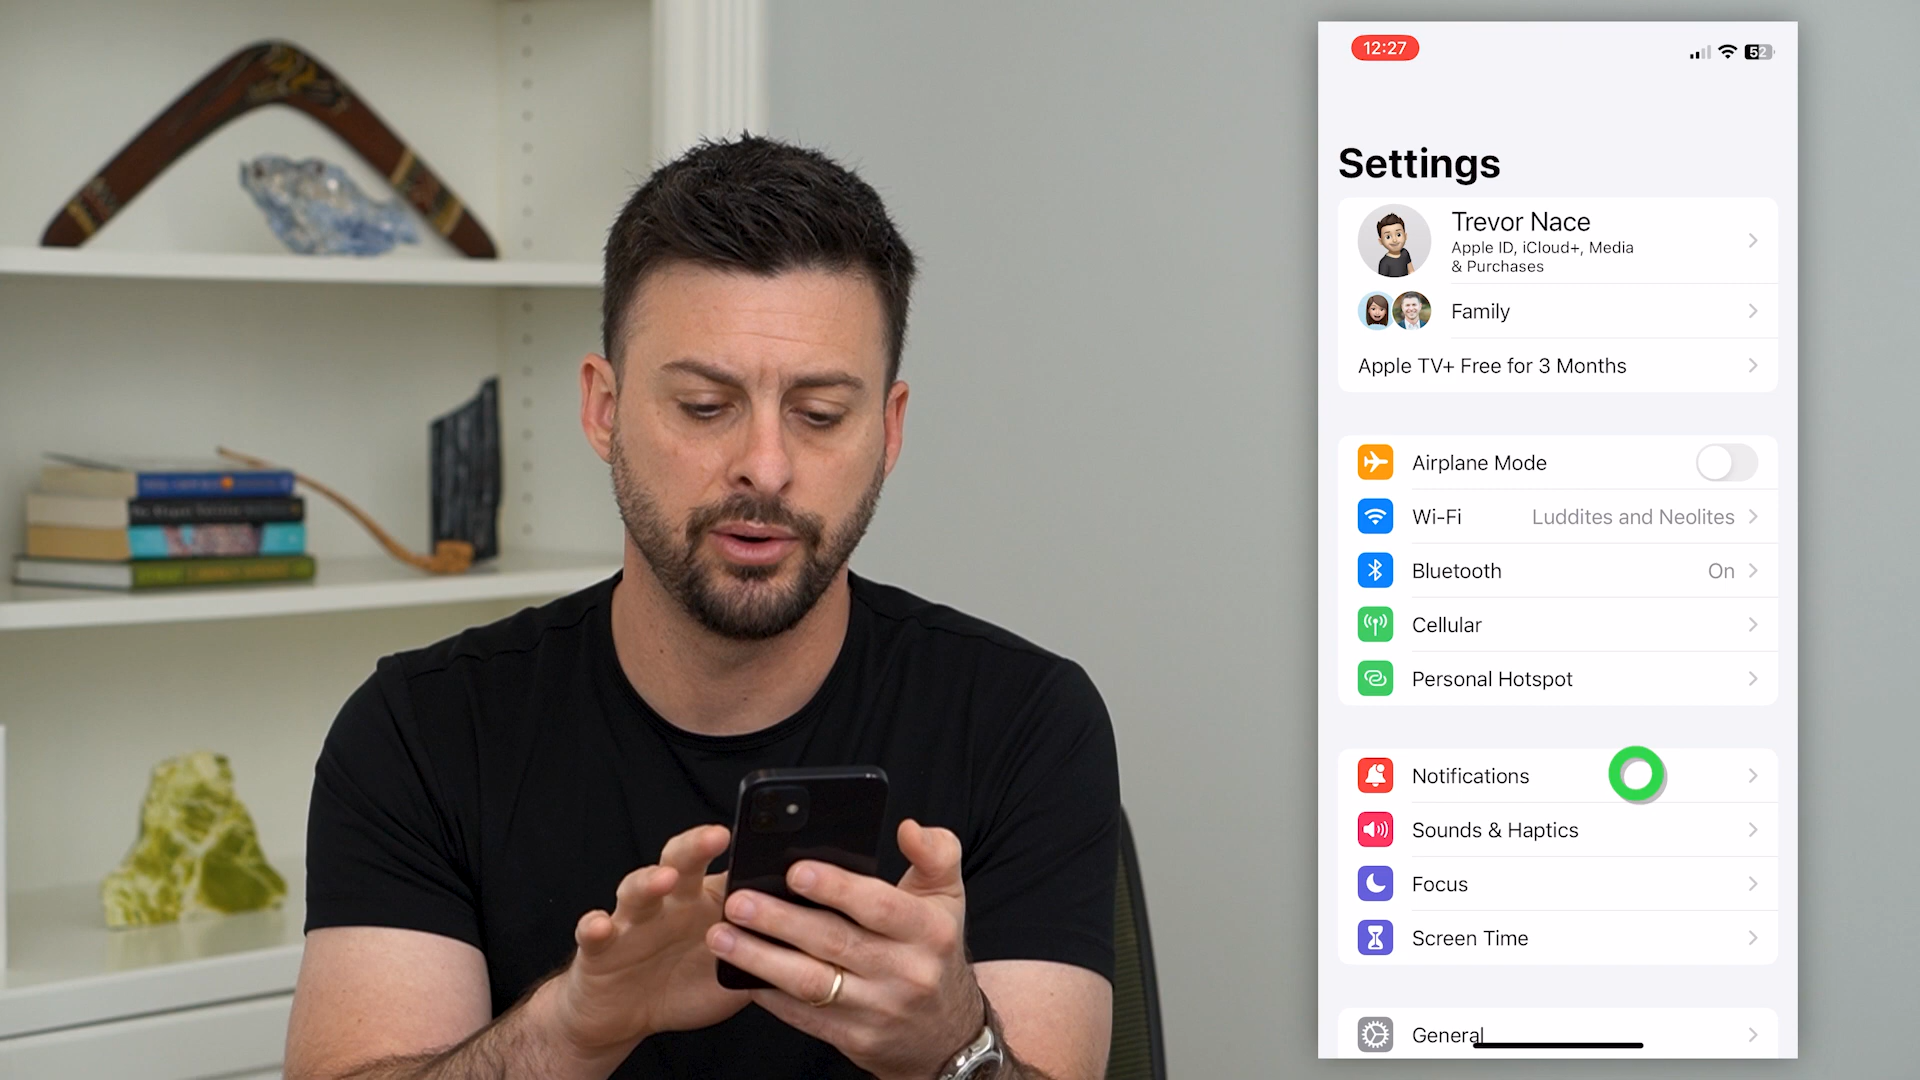 12:27
52
Settings
Trevor Nace
Apple ID, iCloud+, Media
& Purchases
Family
Apple TV+ Free for 3 Months
Airplane Mode
Wi-Fi
Luddites and Neolites
Bluetooth
On
Cellular
Personal Hotspot
Notifications
Sounds & Haptics
Focus
Screen Time
General